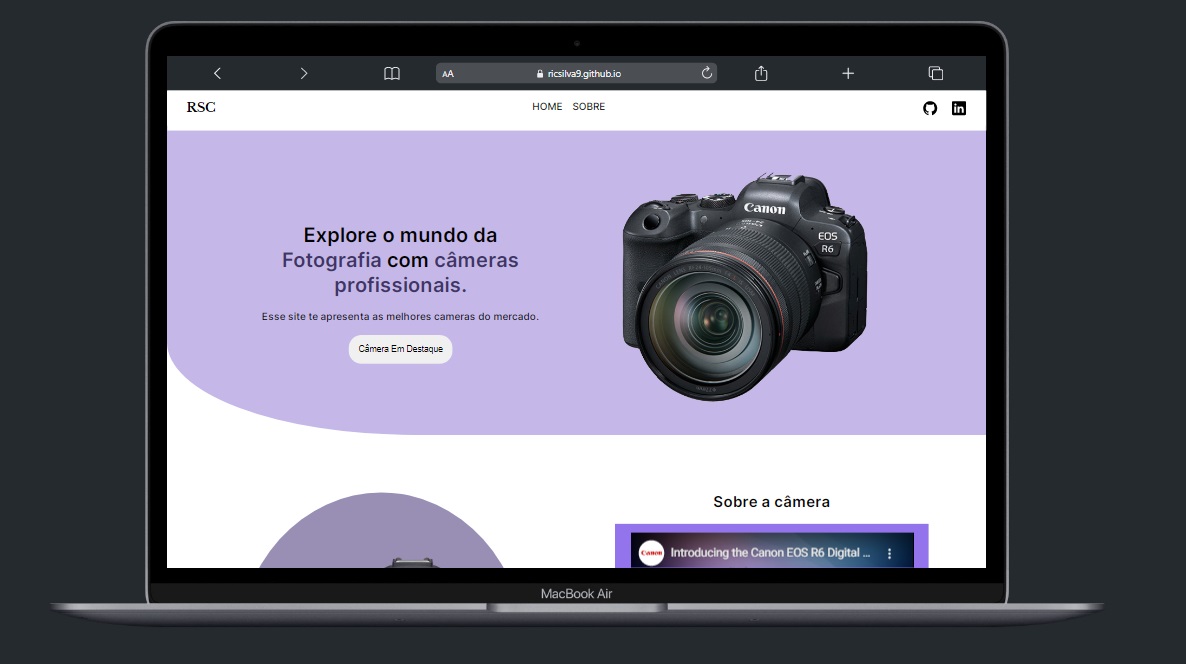 AA ricsilva9.github.io
RSC HOME SOBRE
Canon
EOS
R6
Explore o mundo da
Fotografia com câmeras
profissionais.
Esse site te apresenta as melhores cameras do mercado.
Câmera Em Destaque
Sobre a câmera
Canon Introducing the Canon EOS R6 Digital ...
MacBook Air